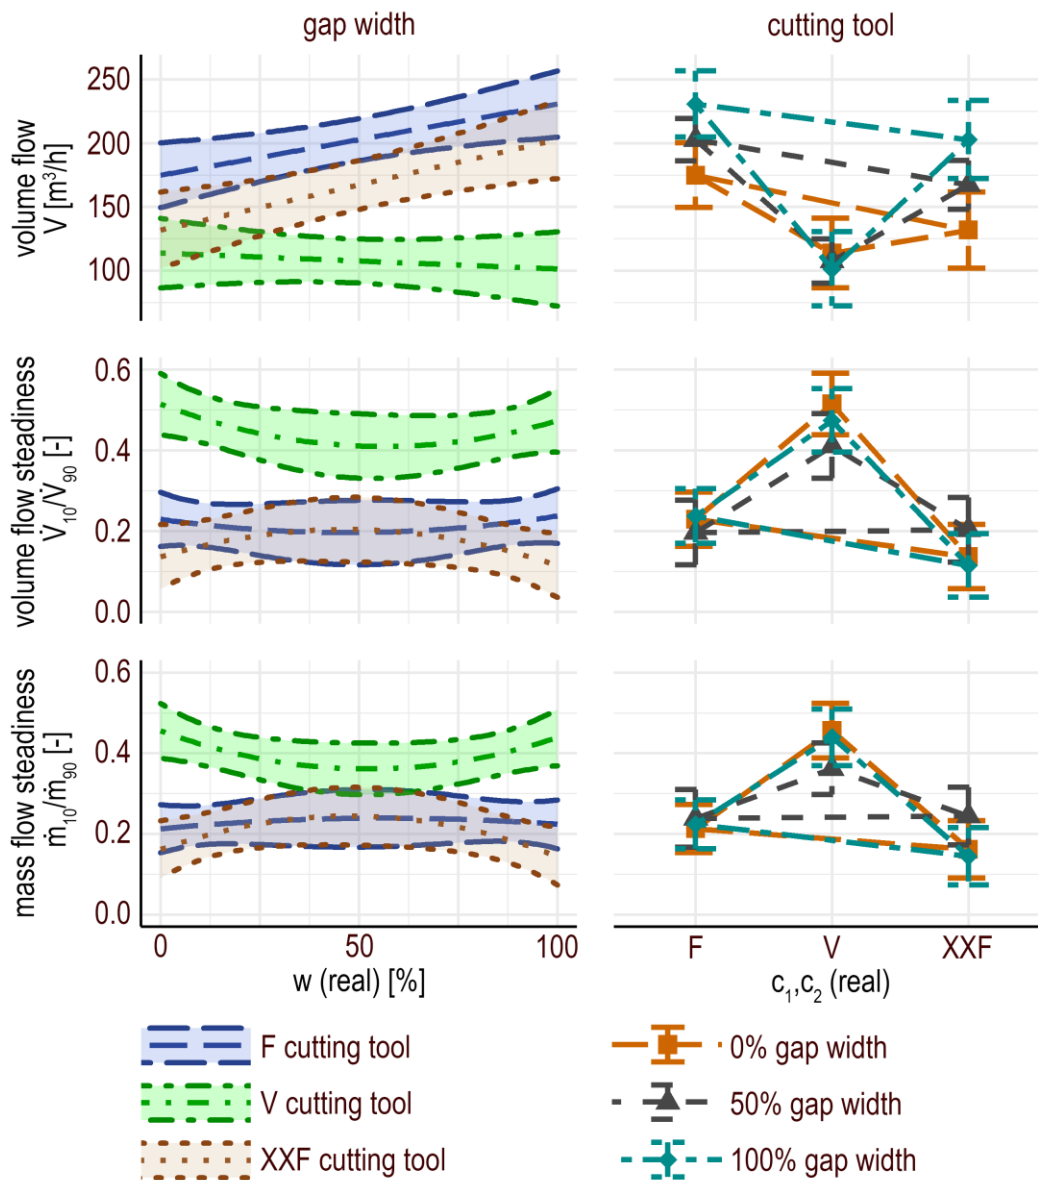 gap width cutting tool
volume flow
V [m³/h]
250
200
150
100
volume flow steadiness
V̇₁₀/V̇₉₀ [-]
0.6
0.4
0.2
0.0
mass flow steadiness
ṁ₁₀/ṁ₉₀ [-]
0.6
0.4
0.2
0.0
0 50 100 F V XXF
w (real) [%] c₁,c₂ (real)
F cutting tool 0% gap width
V cutting tool 50% gap width
XXF cutting tool 100% gap width